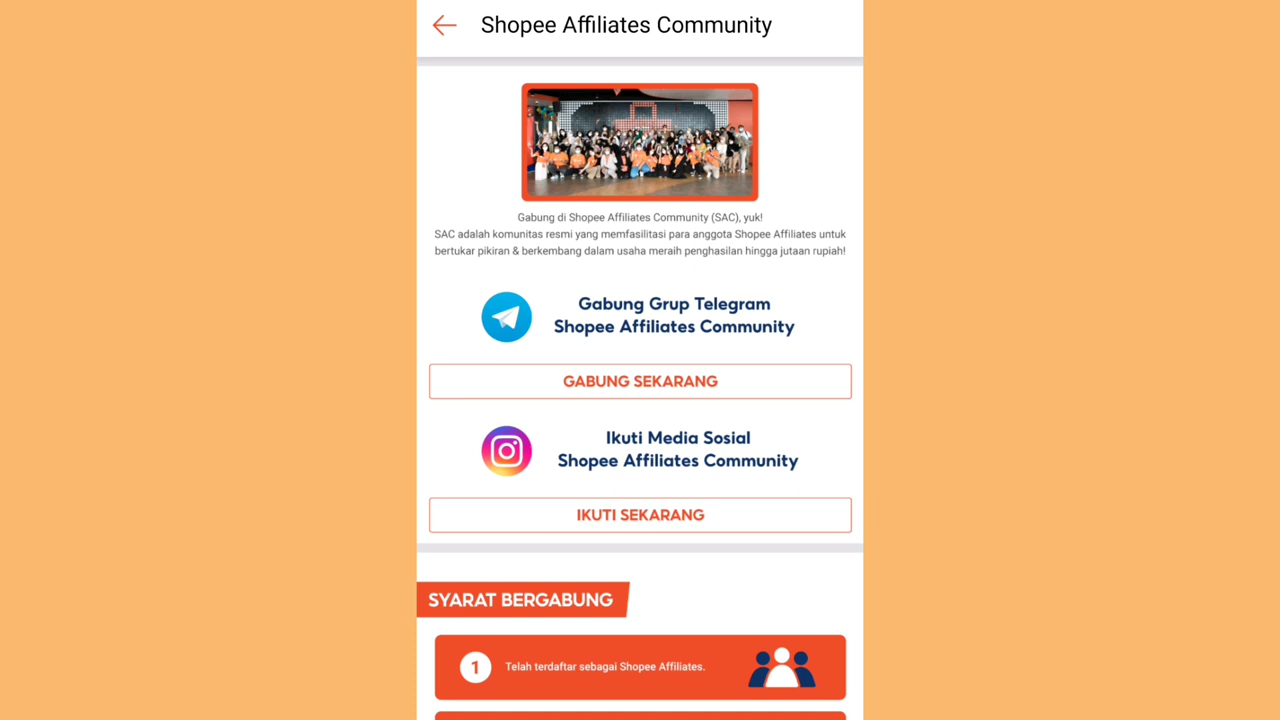 Shopee Affiliates Community
Gabung di Shopee Affiliates Community (SAC), yuk!
SAC adalah komunitas resmi yang memfasilitasi para anggota Shopee Affiliates untuk
bertukar pikiran & berkembang dalam usaha meraih penghasilan hingga jutaan rupiah!
Gabung Grup Telegram
Shopee Affiliates Community
GABUNG SEKARANG
Ikuti Media Sosial
Shopee Affiliates Community
IKUTI SEKARANG
SYARAT BERGABUNG
1 Telah terdaftar sebagai Shopee Affiliates.